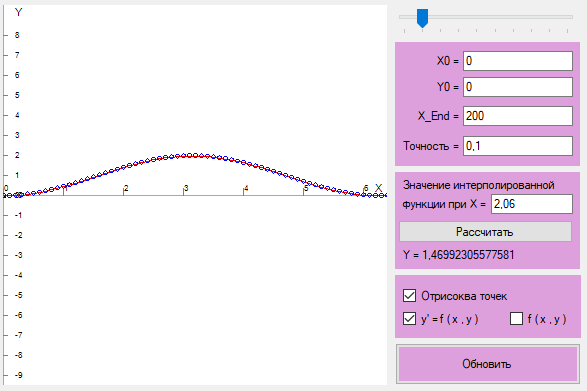 Y
8
7
6
5
4
3
2
1
0 1 2 3 4 5 6 X
-1
-2
-3
-4
-5
-6
-7
-8
-9
X0 = 0
Y0 = 0
X_End = 200
Точность = 0,1
Значение интерполированной
функции при X = 2,06
Рассчитать
Y = 1,46992305577581
Отрисоква точек
y' = f ( x , y ) f ( x , y )
Обновить